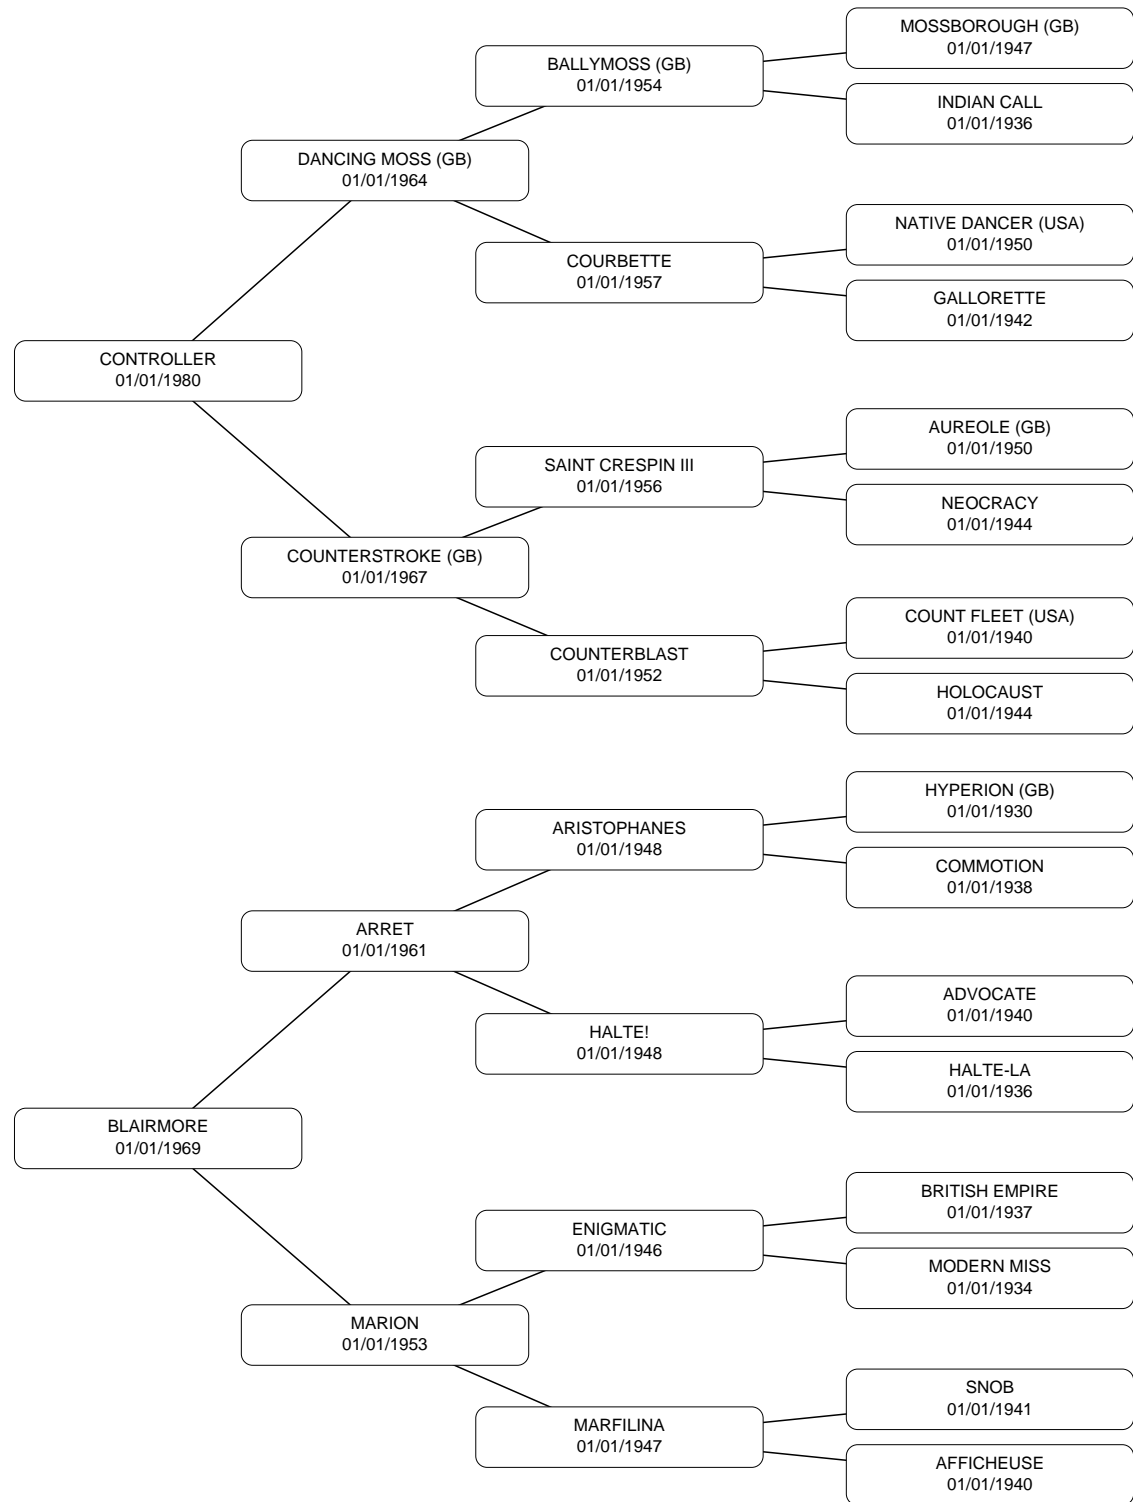 MOSSBOROUGH (GB)
01/01/1947
BALLYMOSS (GB)
01/01/1954
INDIAN CALL
01/01/1936
DANCING MOSS (GB)
01/01/1964
NATIVE DANCER (USA)
01/01/1950
COURBETTE
01/01/1957
GALLORETTE
01/01/1942
CONTROLLER
01/01/1980
AUREOLE (GB)
01/01/1950
SAINT CRESPIN III
01/01/1956
NEOCRACY
01/01/1944
COUNTERSTROKE (GB)
01/01/1967
COUNT FLEET (USA)
01/01/1940
COUNTERBLAST
01/01/1952
HOLOCAUST
01/01/1944
HYPERION (GB)
01/01/1930
ARISTOPHANES
01/01/1948
COMMOTION
01/01/1938
ARRET
01/01/1961
ADVOCATE
01/01/1940
HALTE!
01/01/1948
HALTE-LA
01/01/1936
BLAIRMORE
01/01/1969
BRITISH EMPIRE
01/01/1937
ENIGMATIC
01/01/1946
MODERN MISS
01/01/1934
MARION
01/01/1953
SNOB
01/01/1941
MARFILINA
01/01/1947
AFFICHEUSE
01/01/1940